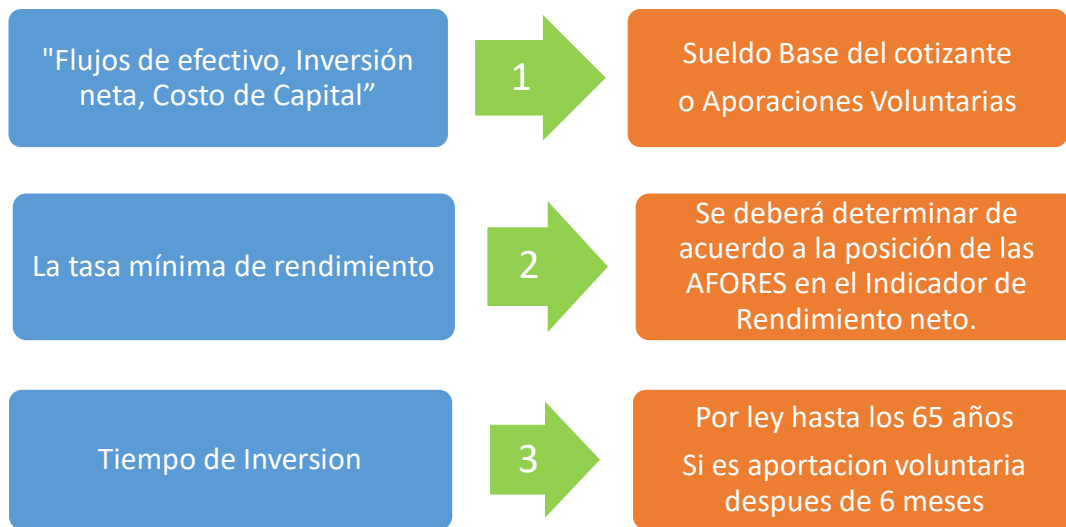 "Flujos de efectivo, Inversión
neta, Costo de Capital”
1
Sueldo Base del cotizante
o Aporaciones Voluntarias
La tasa mínima de rendimiento
2
Se deberá determinar de
acuerdo a la posición de las
AFORES en el Indicador de
Rendimiento neto.
Tiempo de Inversion
3
Por ley hasta los 65 años
Si es aportacion voluntaria
despues de 6 meses